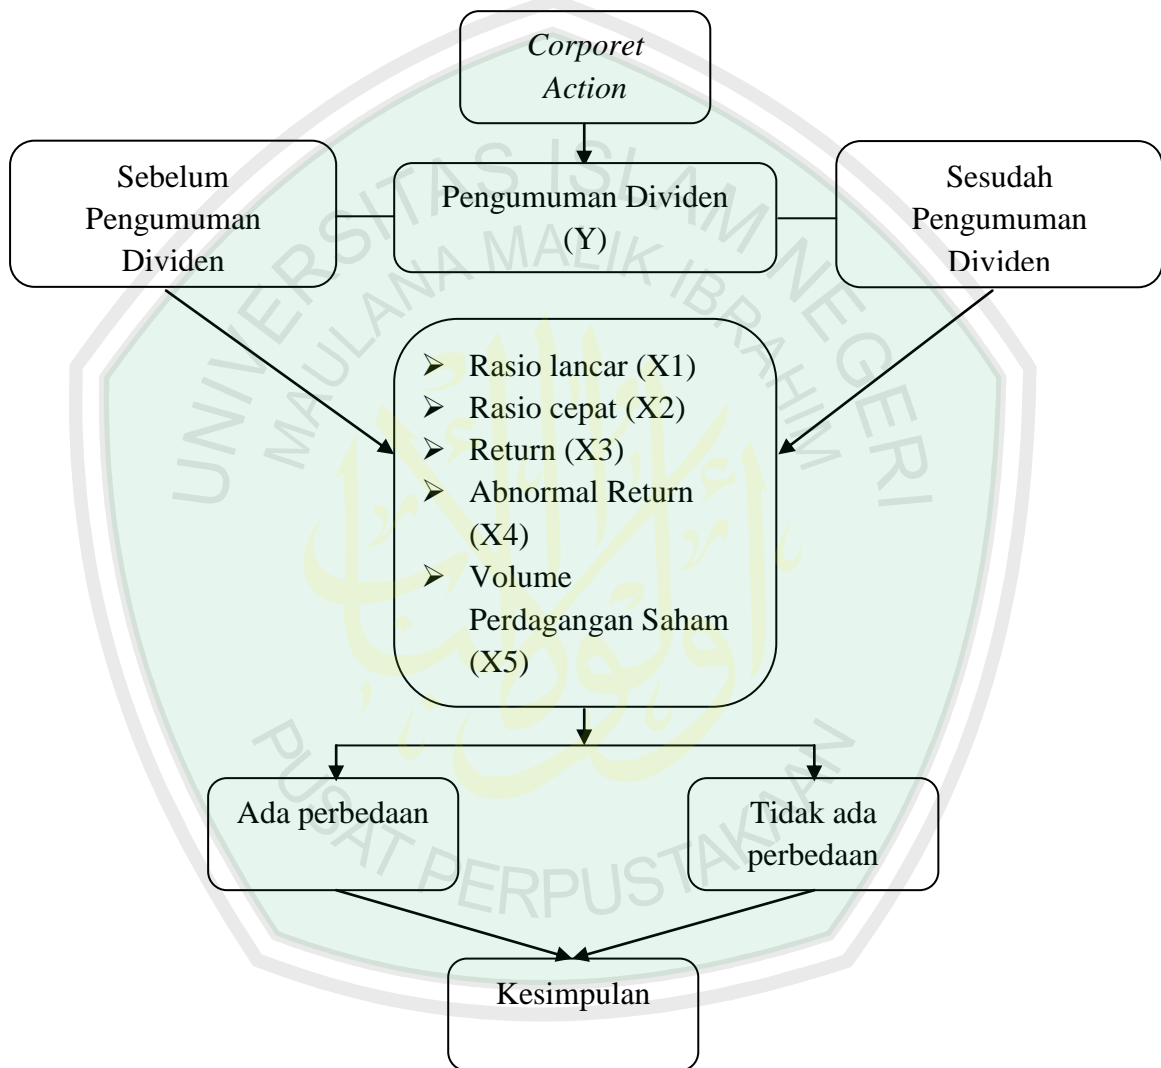 Corporet
Action
Sebelum
Pengumuman
Dividen
Pengumuman Dividen
(Y)
Sesudah
Pengumuman
Dividen
➢ Rasio lancar (X1)
➢ Rasio cepat (X2)
➢ Return (X3)
➢ Abnormal Return
(X4)
➢ Volume
Perdagangan Saham
(X5)
Ada perbedaan
Tidak ada
perbedaan
Kesimpulan
UNIVERSITAS ISLAM NEGERI
MAULANA MALIK IBRAHIM
PUSAT PERPUSTAKAAN